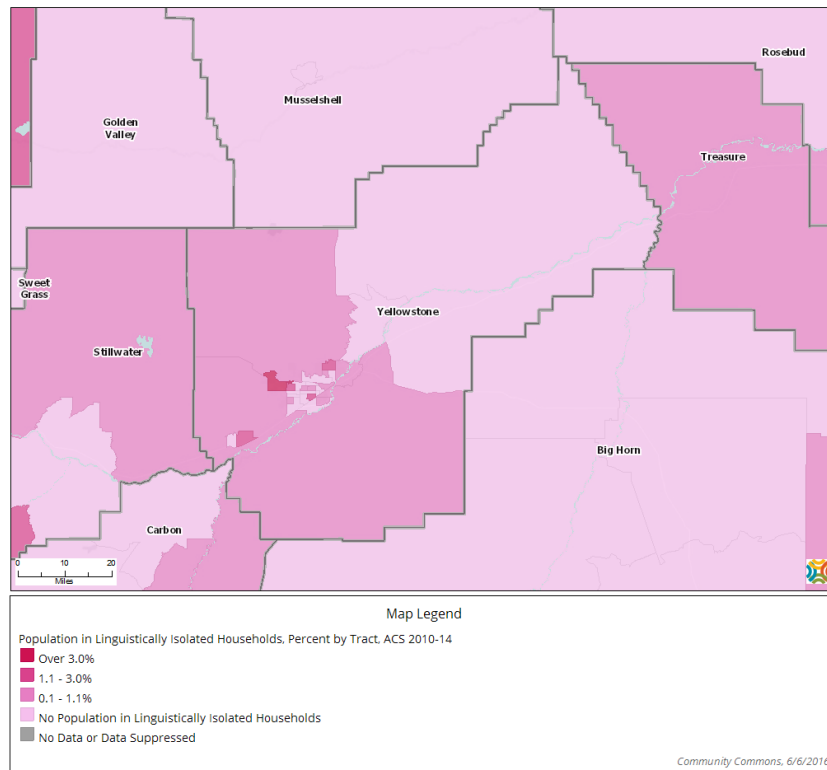 Rosebud
Musselshell
Golden
Valley
Treasure
Sweet
Grass
Yellowstone
Stillwater
Big Horn
Carbon
0 10 20
Miles
Map Legend
Population in Linguistically Isolated Households, Percent by Tract, ACS 2010-14
Over 3.0%
1.1 - 3.0%
0.1 - 1.1%
No Population in Linguistically Isolated Households
No Data or Data Suppressed
Community Commons, 6/6/2016